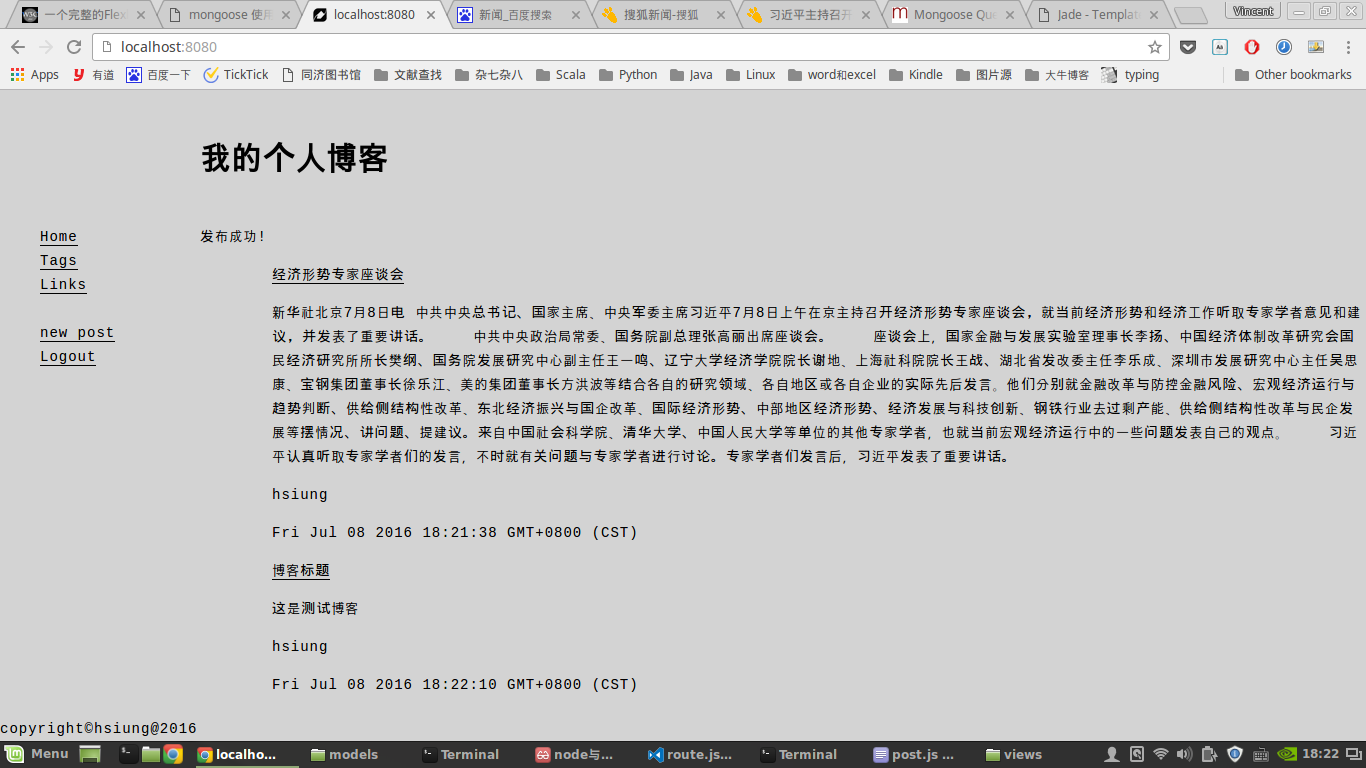 一个完整的Flex
mongoose 使用
localhost:8080
新闻_百度搜索
搜狐新闻-搜狐
习近平主持召开
Mongoose Que
Jade - Templat
Vincent
localhost:8080
Apps 有道 百度一下 TickTick 同济图书馆 文献查找 杂七杂八 Scala Python Java Linux word和excel Kindle 图片源 大牛博客 typing Other bookmarks
我的个人博客
Home
Tags
Links
new post
Logout
发布成功!
经济形势专家座谈会
新华社北京7月8日电 中共中央总书记、国家主席、中央军委主席习近平7月8日上午在京主持召开经济形势专家座谈会，就当前经济形势和经济工作听取专家学者意见和建
议，并发表了重要讲话。 中共中央政治局常委、国务院副总理张高丽出席座谈会。 座谈会上，国家金融与发展实验室理事长李扬、中国经济体制改革研究会国
民经济研究所所长樊纲、国务院发展研究中心副主任王一鸣、辽宁大学经济学院院长谢地、上海社科院院长王战、湖北省发改委主任李乐成、深圳市发展研究中心主任吴思
康、宝钢集团董事长徐乐江、美的集团董事长方洪波等结合各自的研究领域、各自地区或各自企业的实际先后发言。他们分别就金融改革与防控金融风险、宏观经济运行与
趋势判断、供给侧结构性改革、东北经济振兴与国企改革、国际经济形势、中部地区经济形势、经济发展与科技创新、钢铁行业去过剩产能、供给侧结构性改革与民企发
展等摆情况、讲问题、提建议。来自中国社会科学院、清华大学、中国人民大学等单位的其他专家学者，也就当前宏观经济运行中的一些问题发表自己的观点。 习近
平认真听取专家学者们的发言，不时就有关问题与专家学者进行讨论。专家学者们发言后，习近平发表了重要讲话。
hsiung
Fri Jul 08 2016 18:21:38 GMT+0800 (CST)
博客标题
这是测试博客
hsiung
Fri Jul 08 2016 18:22:10 GMT+0800 (CST)
copyright©hsiung@2016
Menu localho... models Terminal node与... route.js... Terminal post.js ... views 18:22